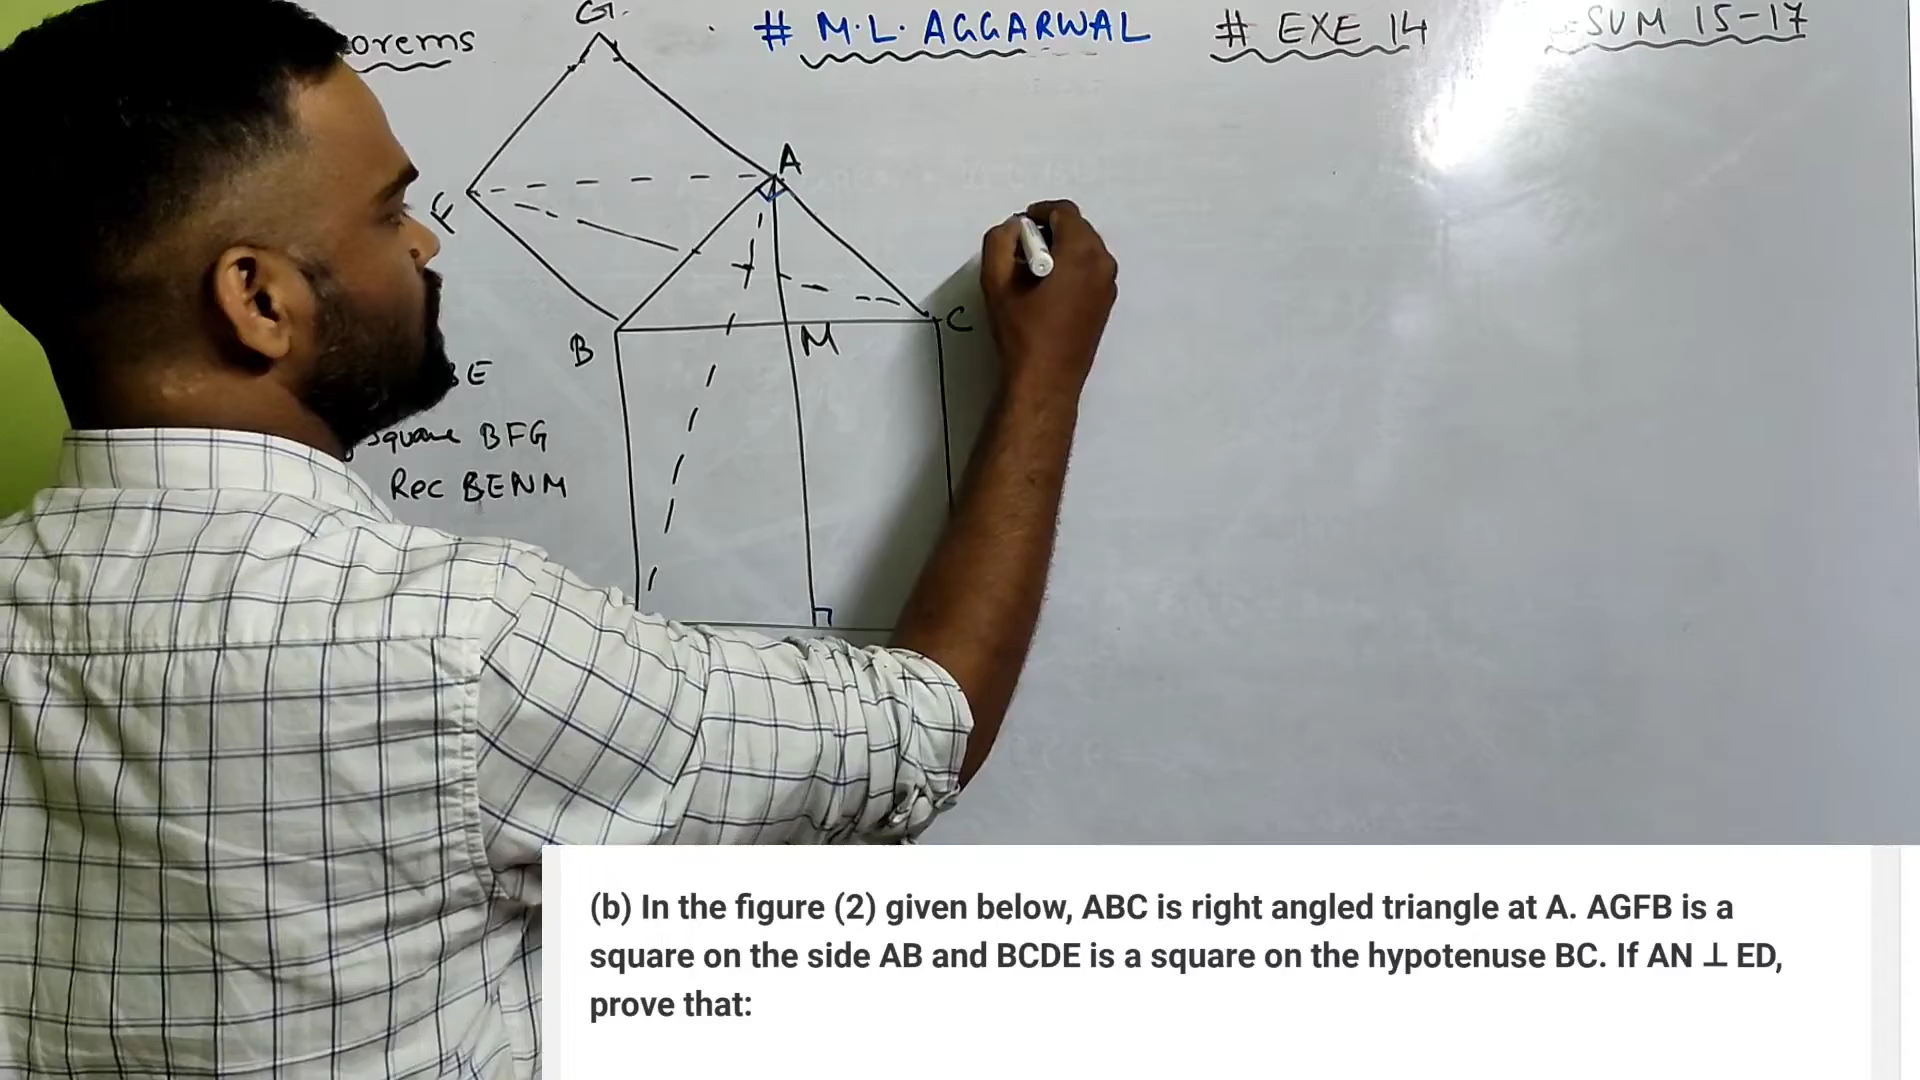 G.
orems
# M.L. AGGARWAL
# EXE 14
SUM 15-17
A
F
B
M
C
BE
Square BFG
Rec BENM
(b) In the figure (2) given below, ABC is right angled triangle at A. AGFB is a
square on the side AB and BCDE is a square on the hypotenuse BC. If AN ⊥ ED,
prove that: